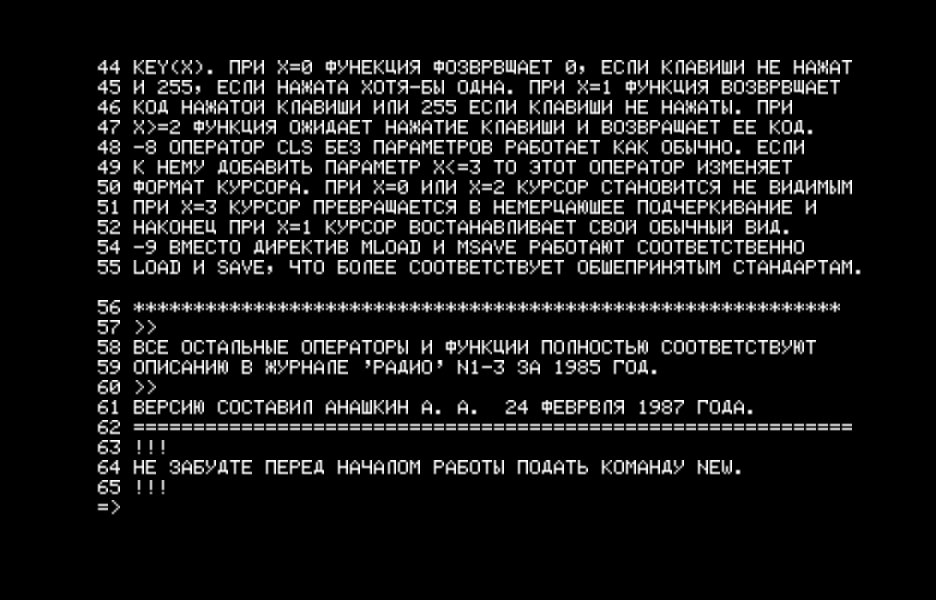 44 KEY(X). ПРИ X=0 ФУНЕКЦИЯ ФОЗВРВЩАЕТ 0, ЕСЛИ КЛАВИШИ НЕ НАЖАТ
45 И 255, ЕСЛИ НАЖАТА ХОТЯ-БЫ ОДНА. ПРИ X=1 ФУНКЦИЯ ВОЗВРВЩАЕТ
46 КОД НАЖАТОЙ КЛАВИШИ ИЛИ 255 ЕСЛИ КЛАВИШИ НЕ НАЖАТЫ. ПРИ
47 X>=2 ФУНКЦИЯ ОЖИДАЕТ НАЖАТИЕ КЛАВИШИ И ВОЗВРАЩАЕТ ЕЕ КОД.
48 -8 ОПЕРАТОР CLS БЕЗ ПАРАМЕТРОВ РАБОТАЕТ КАК ОБЫЧНО. ЕСЛИ
49 К НЕМУ ДОБАВИТЬ ПАРАМЕТР X<=3 ТО ЭТОТ ОПЕРАТОР ИЗМЕНЯЕТ
50 ФОРМАТ КУРСОРА. ПРИ X=0 ИЛИ X=2 КУРСОР СТАНОВИТСЯ НЕ ВИДИМЫМ
51 ПРИ X=3 КУРСОР ПРЕВРАЩАЕТСЯ В НЕМЕРЦАЮШЕЕ ПОДЧЕРКИВАНИЕ И
52 НАКОНЕЦ ПРИ X=1 КУРСОР ВОСТАНАВЛИВАЕТ СВОЙ ОБЫЧНЫЙ ВИД.
54 -9 ВМЕСТО ДИРЕКТИВ MLOAD И MSAVE РАБОТАЮТ СООТВЕТСТВЕННО
55 LOAD И SAVE, ЧТО БОЛЕЕ СООТВЕТСТВУЕТ ОБШЕПРИНЯТЫМ СТАНДАРТАМ.
56 ***********************************************************
57 >>
58 ВСЕ ОСТАЛЬНЫЕ ОПЕРАТОРЫ И ФУНКЦИИ ПОЛНОСТЬЮ СООТВЕТСТВУЮТ
59 ОПИСАНИЮ В ЖУРНАЛЕ 'РАДИО' N1-3 ЗА 1985 ГОД.
60 >>
61 ВЕРСИЮ СОСТАВИЛ АНАШКИН А. А.  24 ФЕВРВЛЯ 1987 ГОДА.
62 ============================================================
63 !!!
64 НЕ ЗАБУДТЕ ПЕРЕД НАЧАЛОМ РАБОТЫ ПОДАТЬ КОМАНДУ NEW.
65 !!!
=>